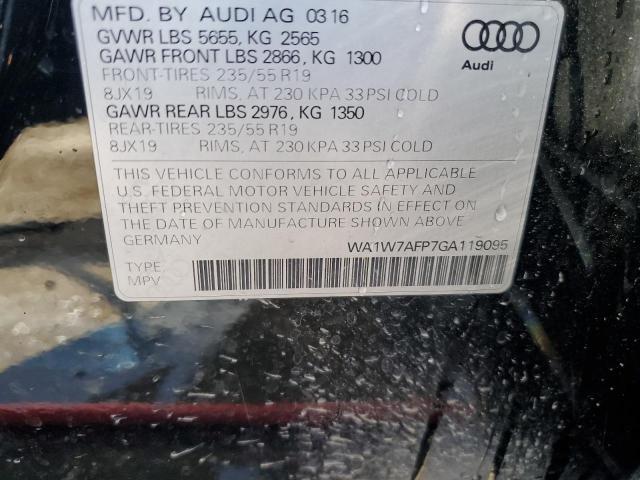 MFD. BY AUDI AG 03 16
GVWR LBS 5655, KG 2565
GAWR FRONT LBS 2866, KG 1300
FRONT-TIRES 235/55 R19
8JX19 RIMS, AT 230 KPA 33 PSI COLD
GAWR REAR LBS 2976, KG 1350
REAR-TIRES 235/55 R19
8JX19 RIMS, AT 230 KPA 33 PSI COLD
Audi
THIS VEHICLE CONFORMS TO ALL APPLICABLE
U.S. FEDERAL MOTOR VEHICLE SAFETY AND
THEFT PREVENTION STANDARDS IN EFFECT ON
THE DATE OF MANUFACTURE SHOWN ABOVE
GERMANY
WA1W7AFP7GA119095
TYPE:
MPV